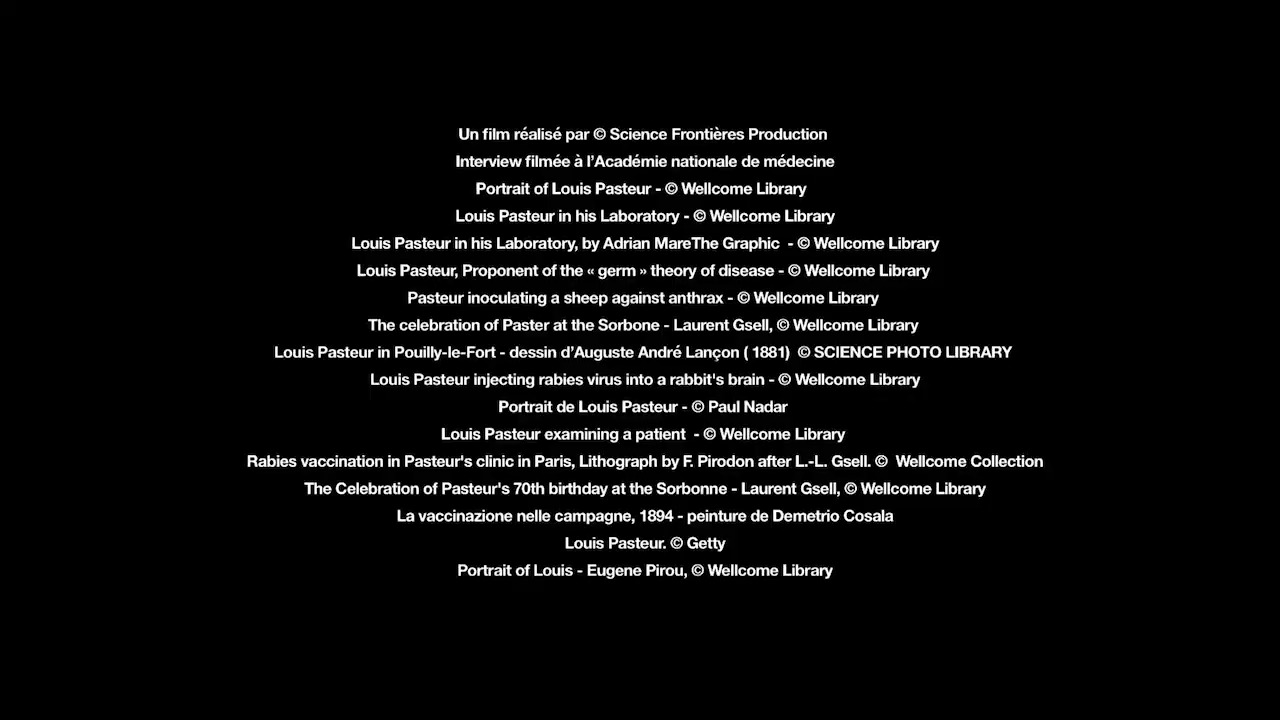 Un film réalisé par © Science Frontières Production
Interview filmée à l’Académie nationale de médecine
Portrait of Louis Pasteur - © Wellcome Library
Louis Pasteur in his Laboratory - © Wellcome Library
Louis Pasteur in his Laboratory, by Adrian MareThe Graphic  - © Wellcome Library
Louis Pasteur, Proponent of the « germ » theory of disease - © Wellcome Library
Pasteur inoculating a sheep against anthrax - © Wellcome Library
The celebration of Paster at the Sorbone - Laurent Gsell, © Wellcome Library
Louis Pasteur in Pouilly-le-Fort - dessin d’Auguste André Lançon ( 1881)  © SCIENCE PHOTO LIBRARY
Louis Pasteur injecting rabies virus into a rabbit's brain - © Wellcome Library
Portrait de Louis Pasteur - © Paul Nadar
Louis Pasteur examining a patient  - © Wellcome Library
Rabies vaccination in Pasteur's clinic in Paris, Lithograph by F. Pirodon after L.-L. Gsell. ©  Wellcome Collection
The Celebration of Pasteur's 70th birthday at the Sorbonne - Laurent Gsell, © Wellcome Library
La vaccinazione nelle campagne, 1894 - peinture de Demetrio Cosala
Louis Pasteur. © Getty
Portrait of Louis - Eugene Pirou, © Wellcome Library